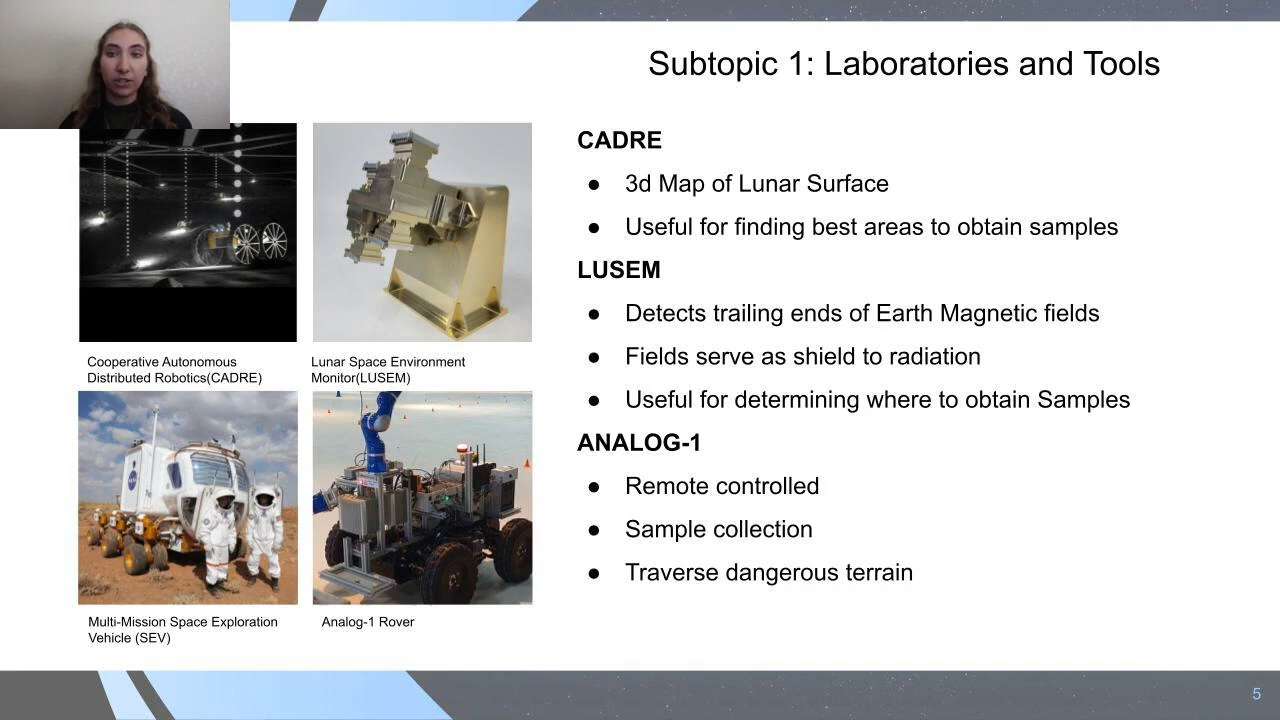 Subtopic 1: Laboratories and Tools
CADRE
● 3d Map of Lunar Surface
● Useful for finding best areas to obtain samples
LUSEM
● Detects trailing ends of Earth Magnetic fields
● Fields serve as shield to radiation
● Useful for determining where to obtain Samples
ANALOG-1
● Remote controlled
● Sample collection
● Traverse dangerous terrain
Cooperative Autonomous
Distributed Robotics(CADRE)
Lunar Space Environment
Monitor(LUSEM)
NASA
Multi-Mission Space Exploration
Vehicle (SEV)
Analog-1 Rover
5